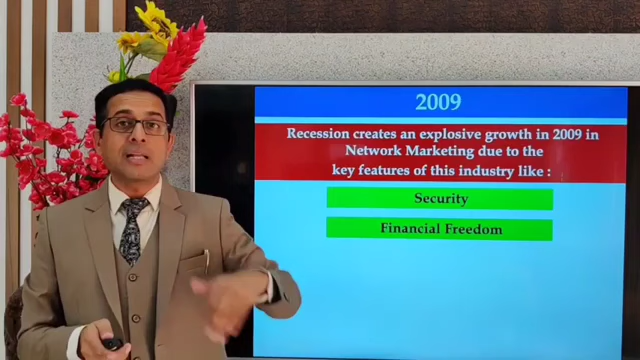 2009
Recession creates an explosive growth in 2009 in
Network Marketing due to the
key features of this industry like :
Security
Financial Freedom